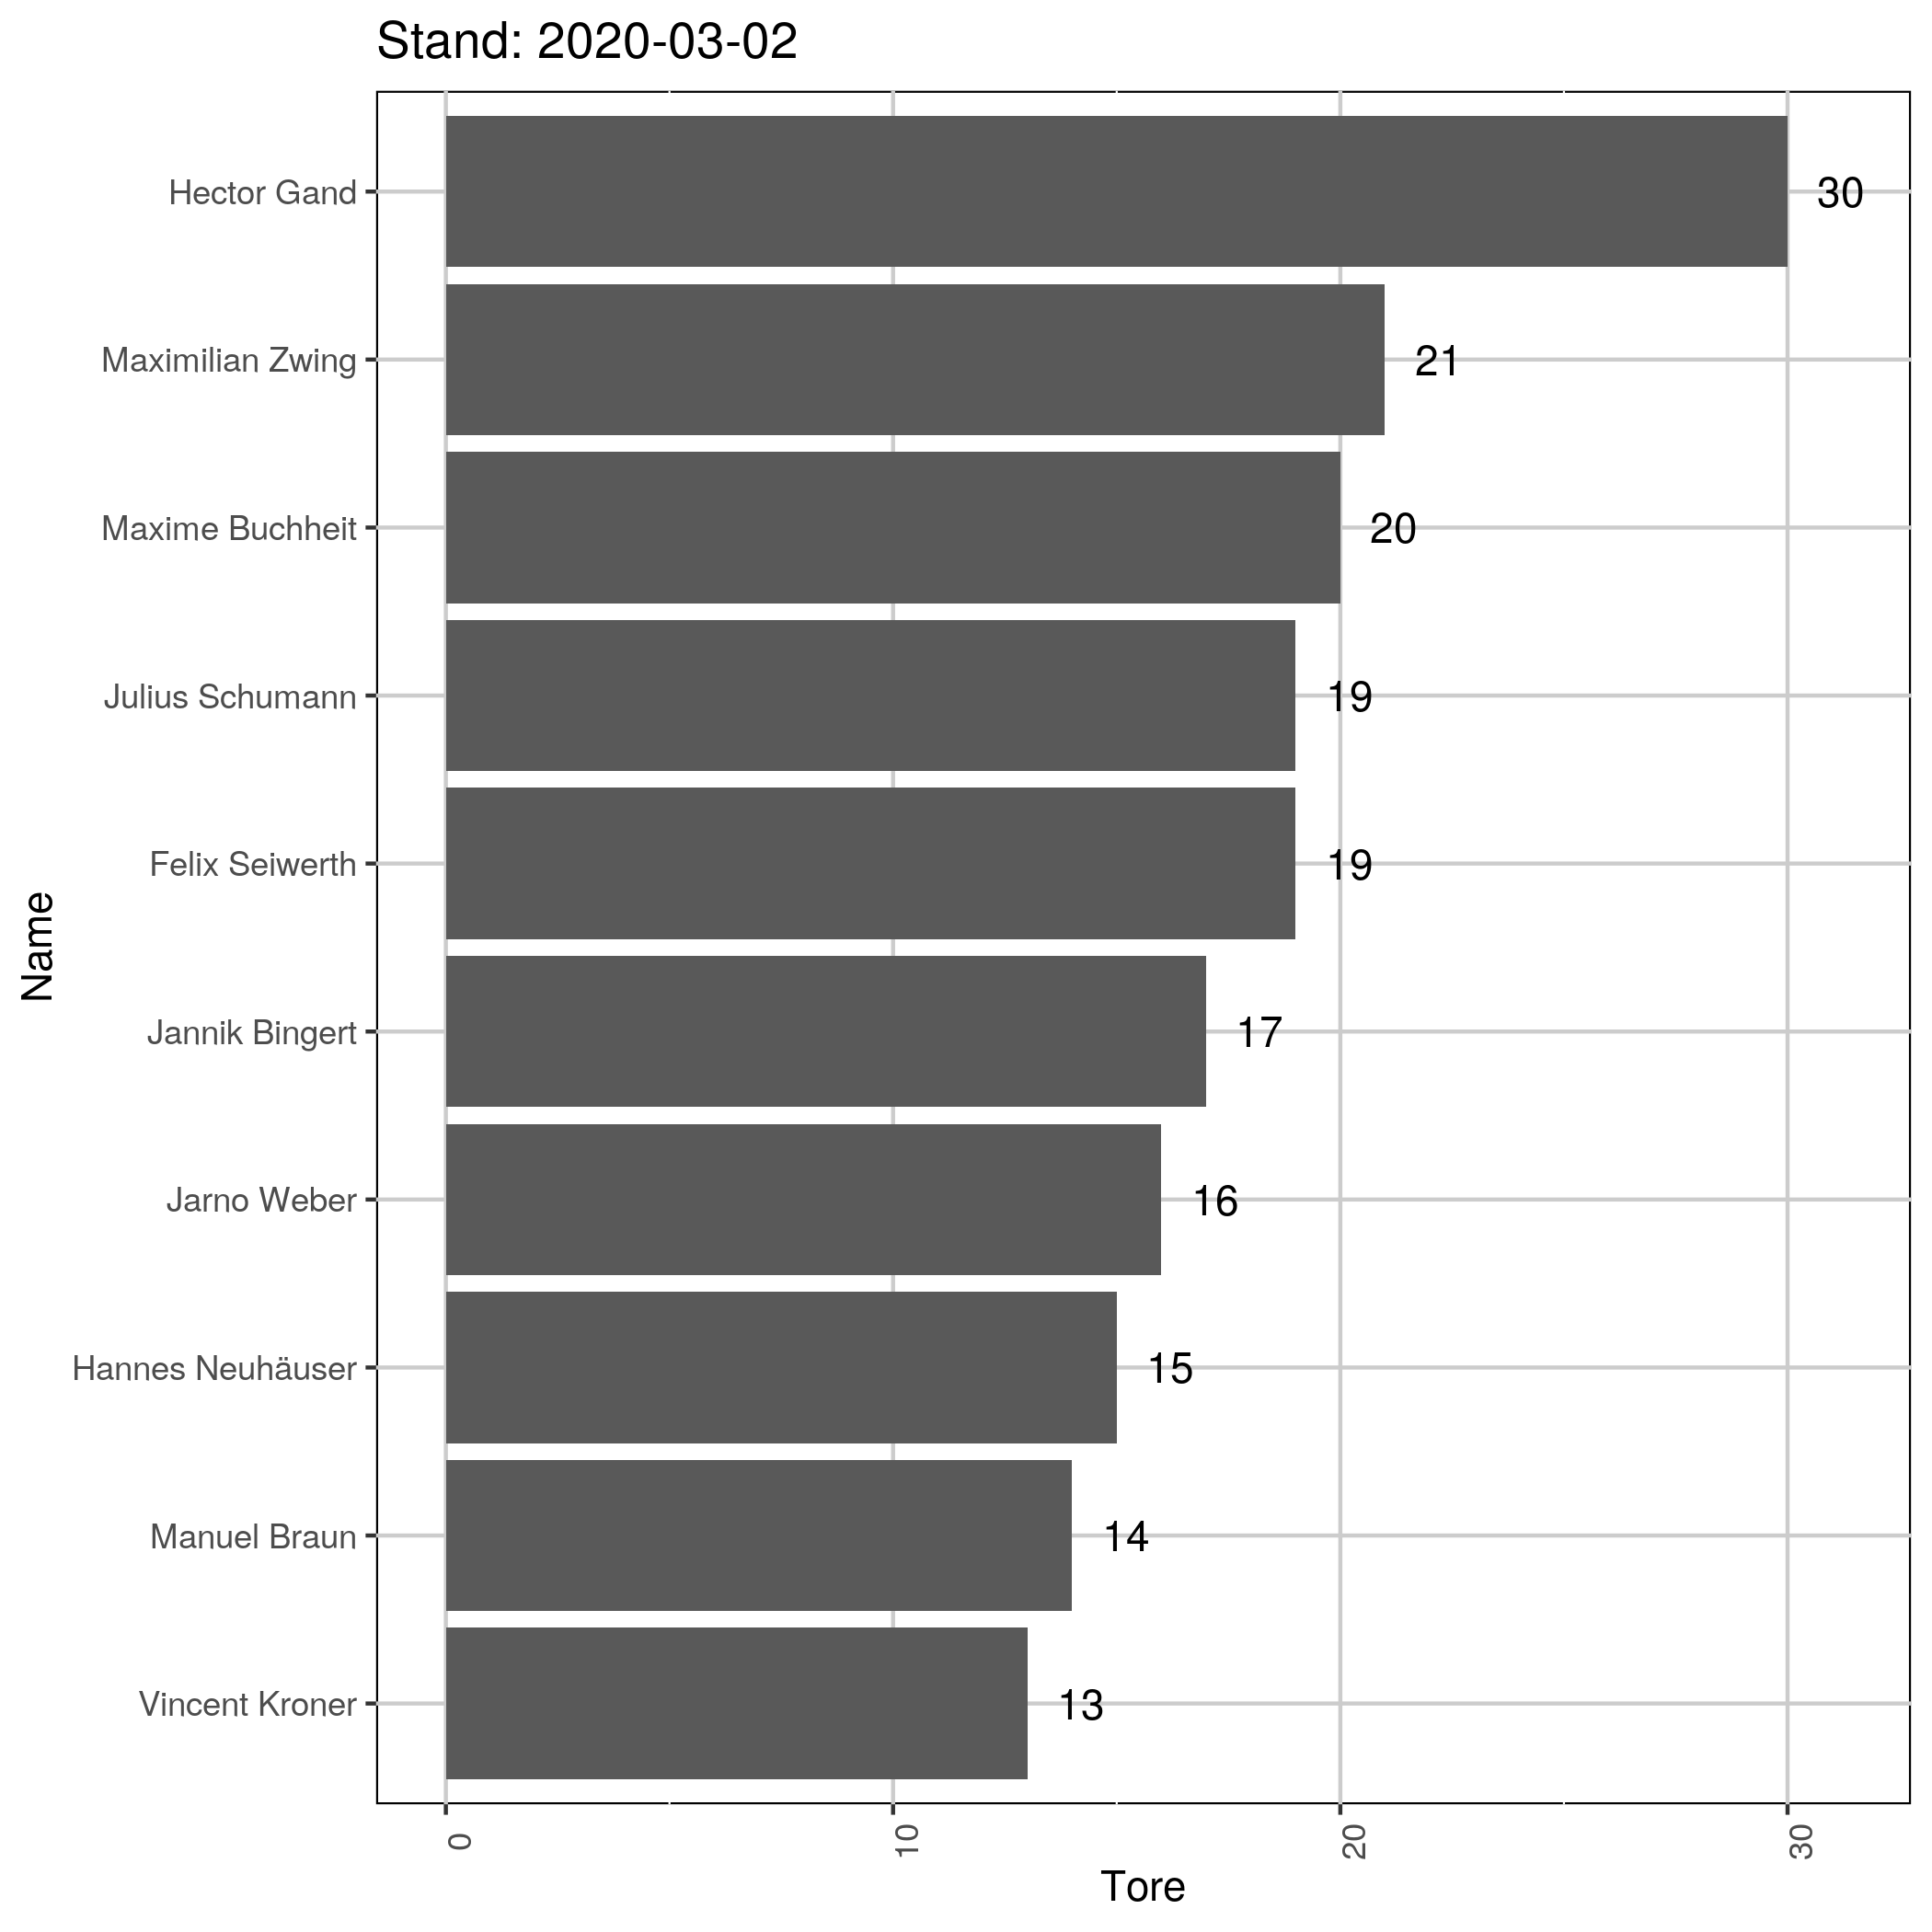 Stand: 2020-03-02
Hector Gand 30
Maximilian Zwing 21
Maxime Buchheit 20
Julius Schumann 19
Felix Seiwerth 19
Jannik Bingert 17
Jarno Weber 16
Hannes Neuhäuser 15
Manuel Braun 14
Vincent Kroner 13
Name
0 10 20 30
Tore